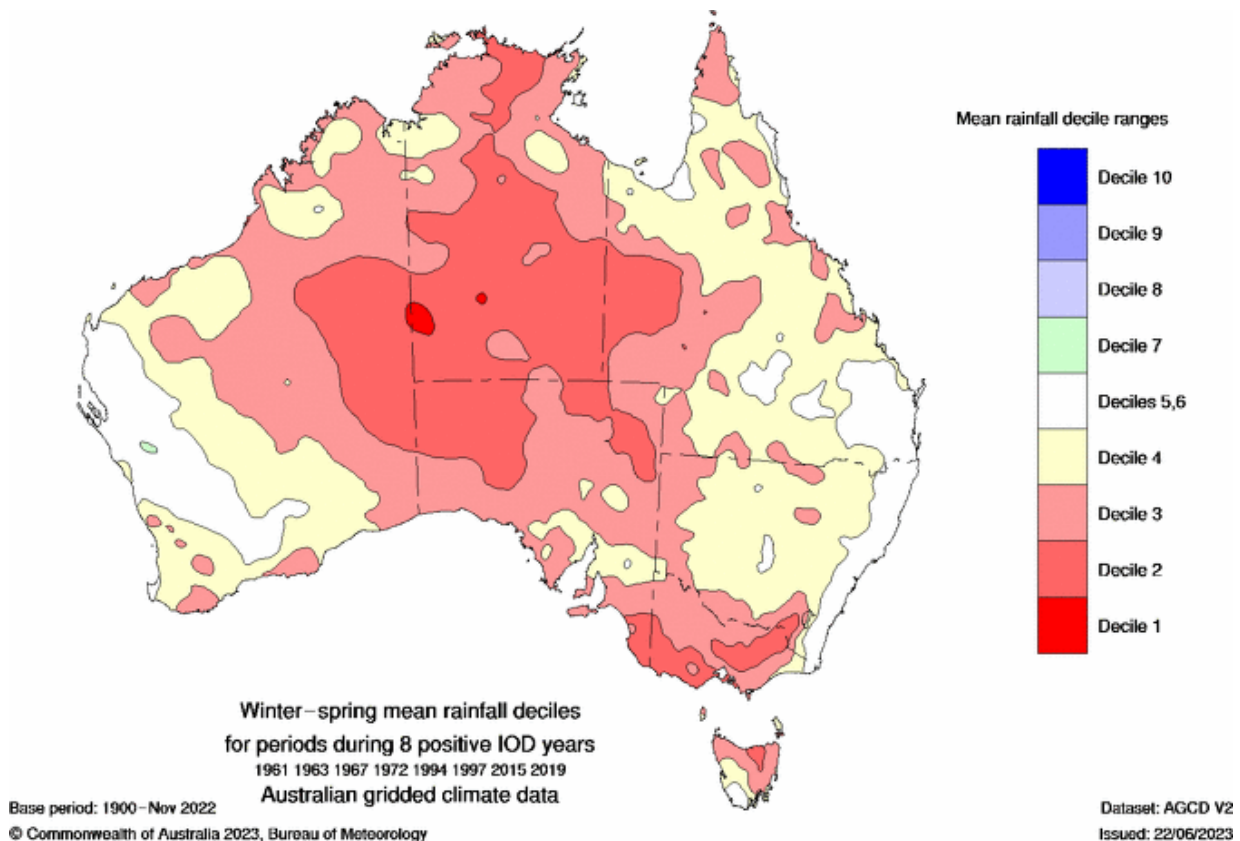 Mean rainfall decile ranges
Decile 10
Decile 9
Decile 8
Decile 7
Deciles 5,6
Decile 4
Decile 3
Decile 2
Decile 1
Winter-spring mean rainfall deciles
for periods during 8 positive IOD years
1961 1963 1967 1972 1994 1997 2015 2019
Australian gridded climate data
Base period: 1900-Nov 2022
© Commonwealth of Australia 2023, Bureau of Meteorology
Dataset: AGCD V2
Issued: 22/06/2023